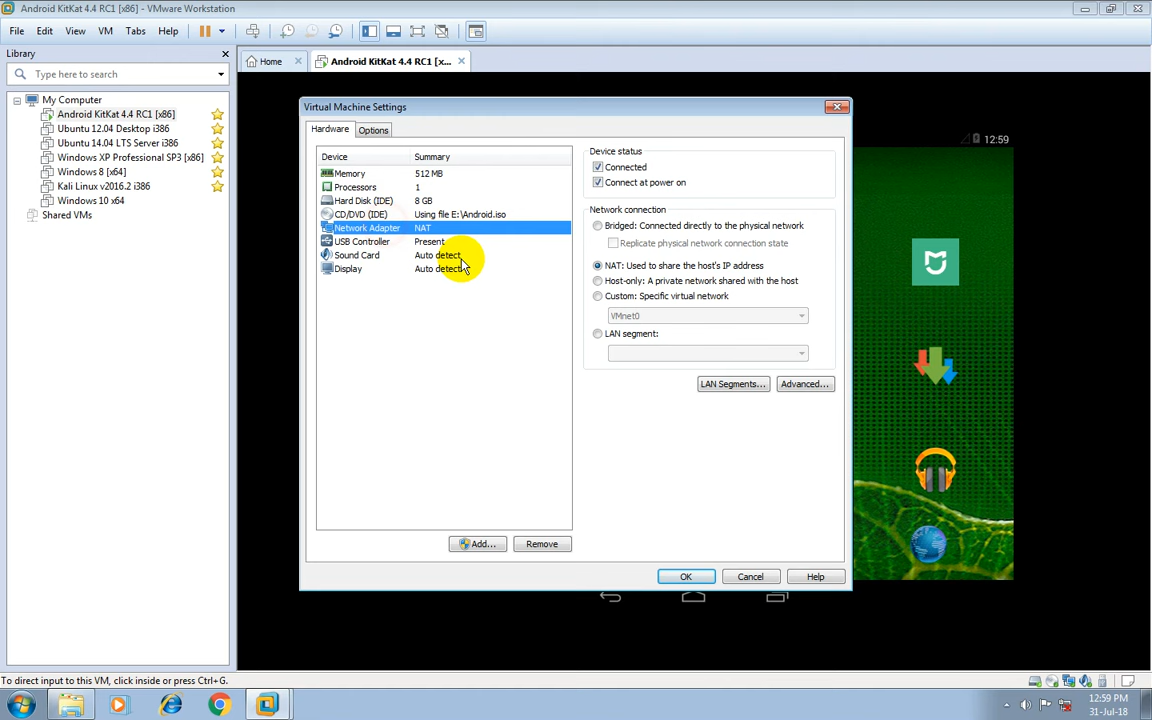 Android KitKat 4.4 RC1 [x86] - VMware Workstation
File Edit View VM Tabs Help
Library
Type here to search
My Computer
Android KitKat 4.4 RC1 [x86]
Ubuntu 12.04 Desktop i386
Ubuntu 14.04 LTS Server i386
Windows XP Professional SP3 [x86]
Windows 8 [x64]
Kali Linux v2016.2 i386
Windows 10 x64
Shared VMs
Home
Android KitKat 4.4 RC1 [x...
12:59
Virtual Machine Settings
Hardware Options
Device Summary
Memory 512 MB
Processors 1
Hard Disk (IDE) 8 GB
CD/DVD (IDE) Using file E:\Android.iso
Network Adapter NAT
USB Controller Present
Sound Card Auto detect
Display Auto detect
Add... Remove
Device status
Connected
Connect at power on
Network connection
Bridged: Connected directly to the physical network
Replicate physical network connection state
NAT: Used to share the host's IP address
Host-only: A private network shared with the host
Custom: Specific virtual network
VMnet0
LAN segment:
LAN Segments... Advanced...
OK Cancel Help
To direct input to this VM, click inside or press Ctrl+G.
12:59 PM
31-Jul-18